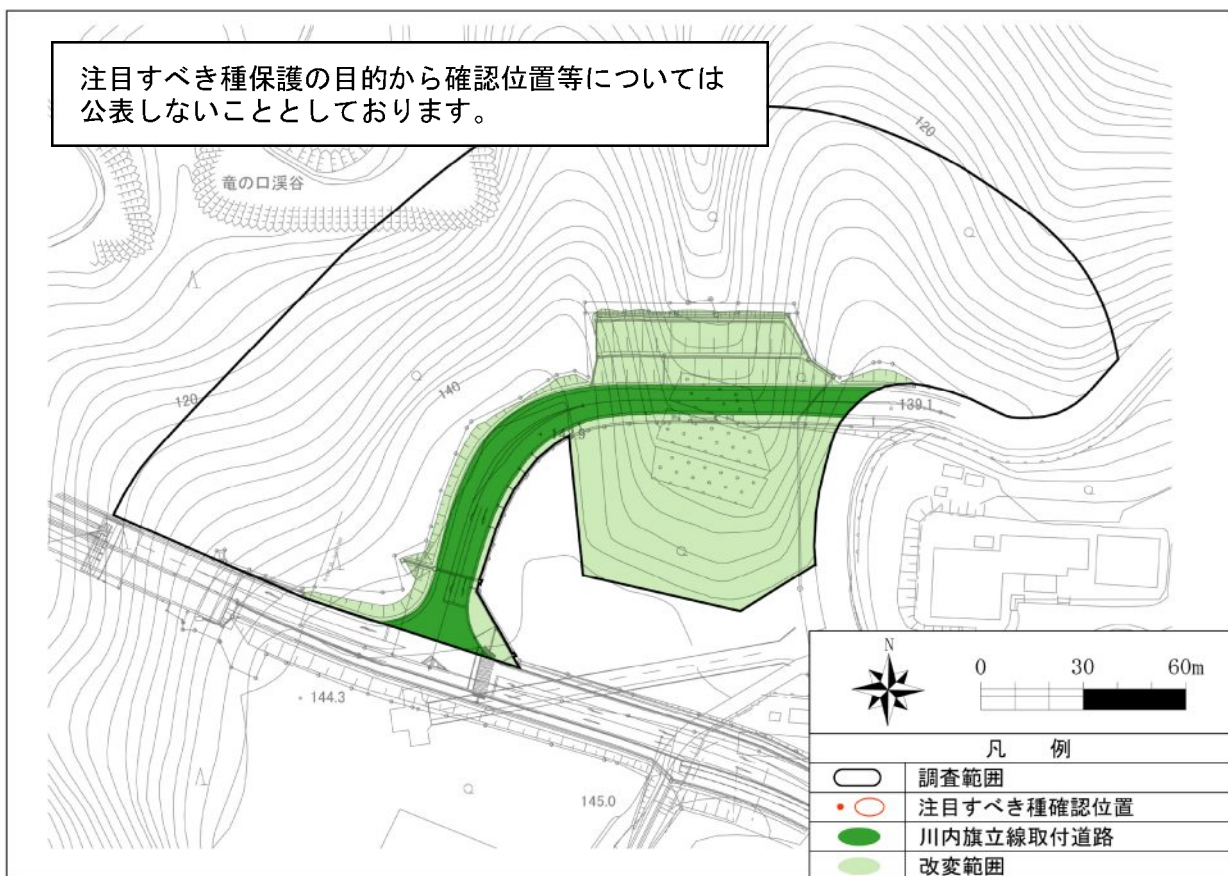 注目すべき種保護の目的から確認位置等については
公表しないこととしております。
竜の口渓谷
120
120
140
139.1
144.3
145.0
N
0 30 60m
凡 例
調査範囲
注目すべき種確認位置
川内旗立線取付道路
改変範囲